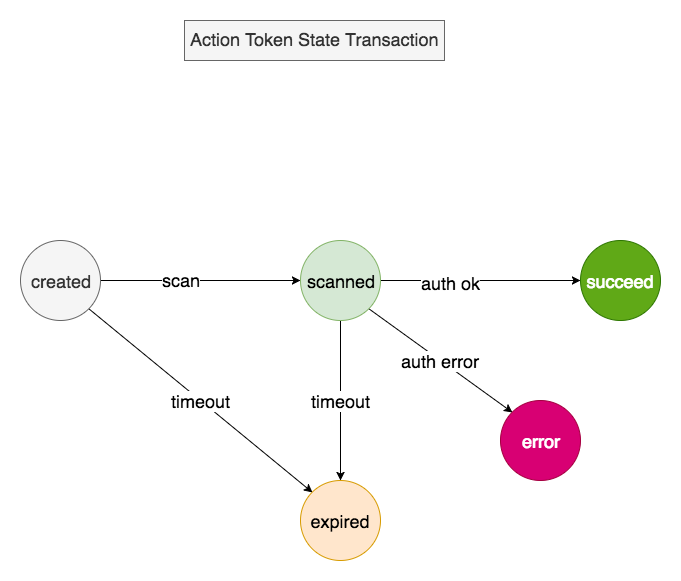 Action Token State Transaction
created
scan
scanned
auth ok
succeed
auth error
timeout
timeout
error
expired